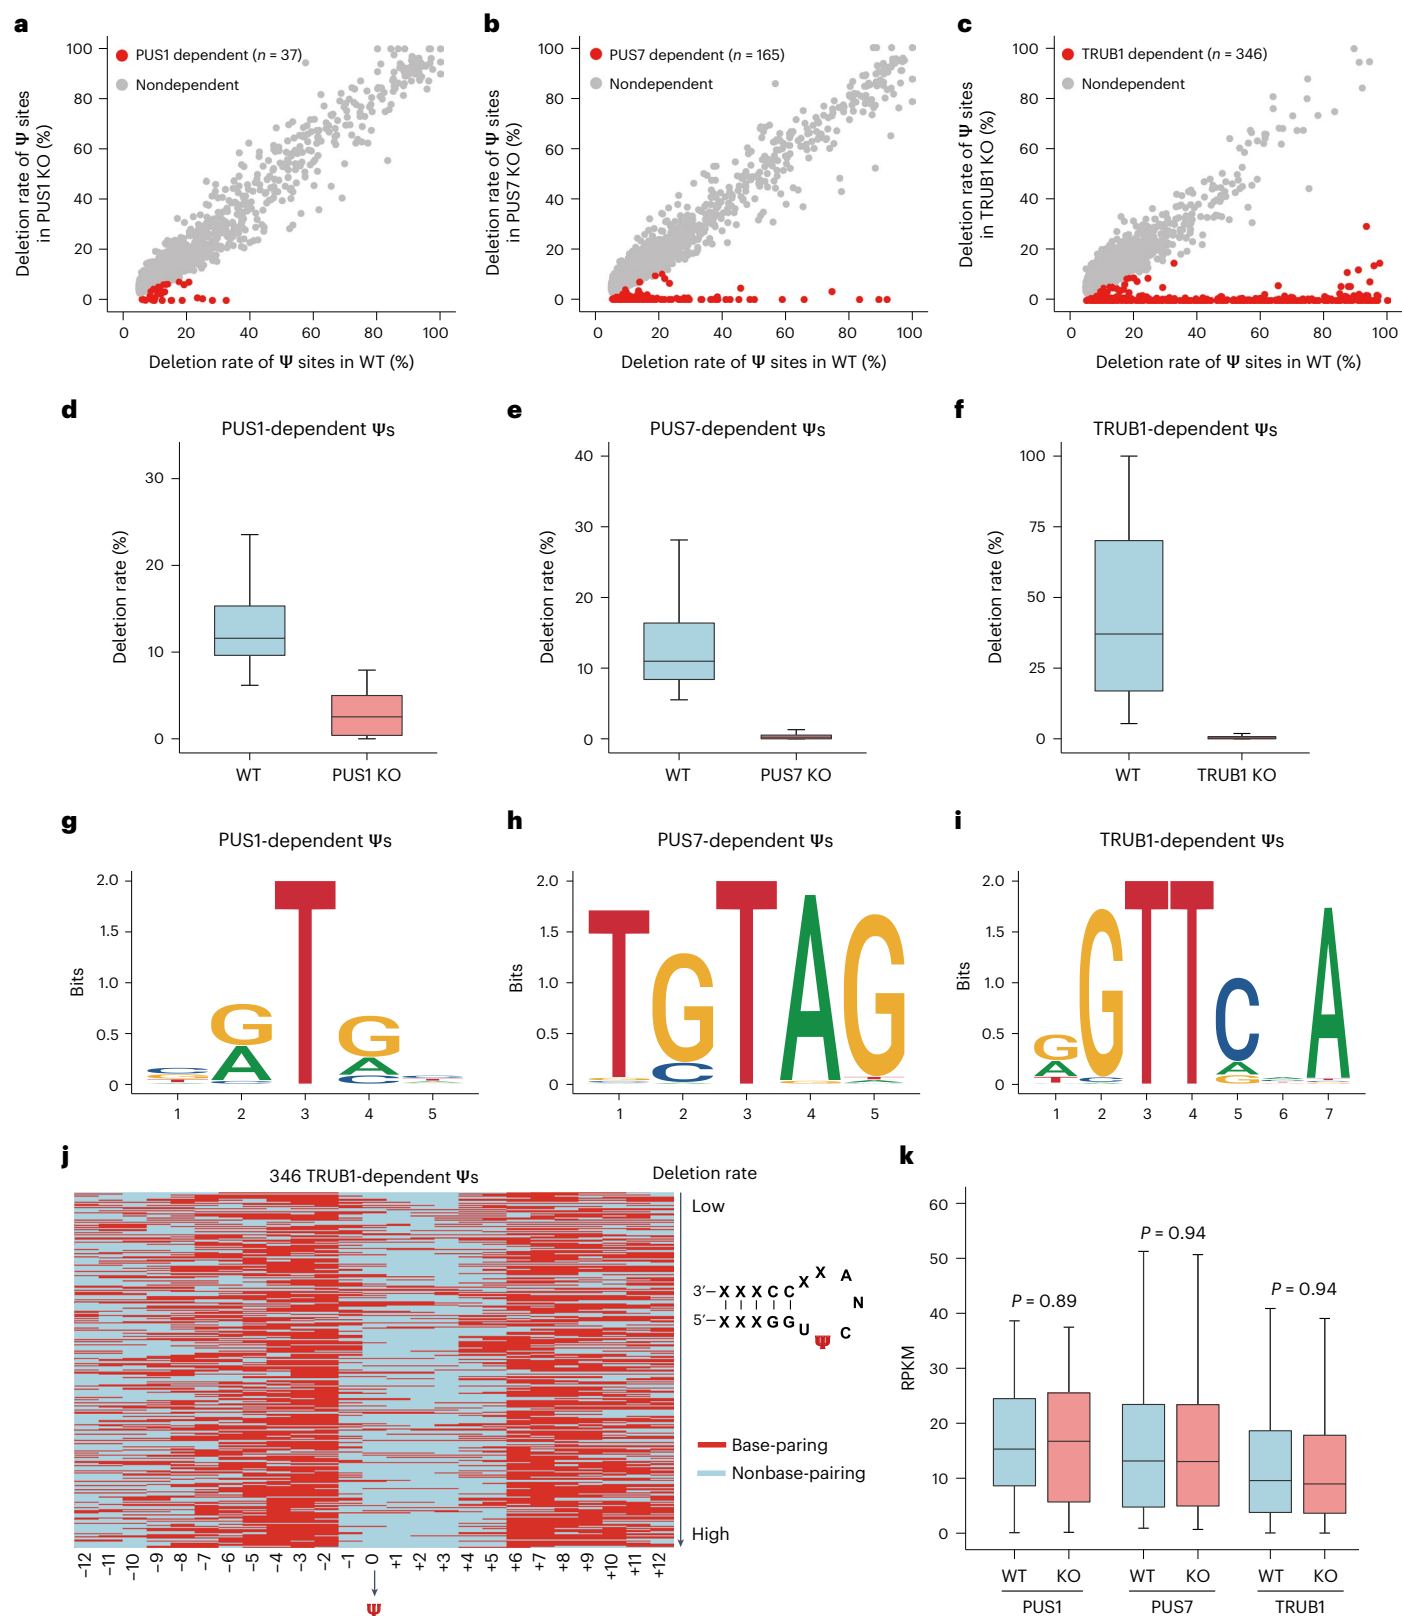 a
PUS1 dependent (n = 37)
Nondependent
Deletion rate of Ψ sites
in PUS1 KO (%)
100
80
60
40
20
0
0 20 40 60 80 100
Deletion rate of Ψ sites in WT (%)
b
PUS7 dependent (n = 165)
Nondependent
Deletion rate of Ψ sites
in PUS7 KO (%)
100
80
60
40
20
0
0 20 40 60 80 100
Deletion rate of Ψ sites in WT (%)
c
TRUB1 dependent (n = 346)
Nondependent
Deletion rate of Ψ sites
in TRUB1 KO (%)
100
80
60
40
20
0
0 20 40 60 80 100
Deletion rate of Ψ sites in WT (%)
d
PUS1-dependent Ψs
Deletion rate (%)
30
20
10
0
WT PUS1 KO
e
PUS7-dependent Ψs
Deletion rate (%)
40
30
20
10
0
WT PUS7 KO
f
TRUB1-dependent Ψs
Deletion rate (%)
100
75
50
25
0
WT TRUB1 KO
g
PUS1-dependent Ψs
Bits
2.0
1.5
1.0
0.5
0
G T G
A A
C C
1 2 3 4 5
h
PUS7-dependent Ψs
Bits
2.0
1.5
1.0
0.5
0
T G T A G
C
1 2 3 4 5
i
TRUB1-dependent Ψs
Bits
2.0
1.5
1.0
0.5
0
G G T T C A
A A
T C G
1 2 3 4 5 6 7
j
346 TRUB1-dependent Ψs
Deletion rate
Low
High
3′– X X X C C X X A
N
5′– X X X G G U Ψ C
Base-paring
Nonbase-pairing
−12 −11 −10 −9 −8 −7 −6 −5 −4 −3 −2 −1 0 +1 +2 +3 +4 +5 +6 +7 +8 +9 +10 +11 +12
Ψ
k
RPKM
60
50
40
30
20
10
0
P = 0.89
P = 0.94
P = 0.94
WT KO WT KO WT KO
PUS1 PUS7 TRUB1